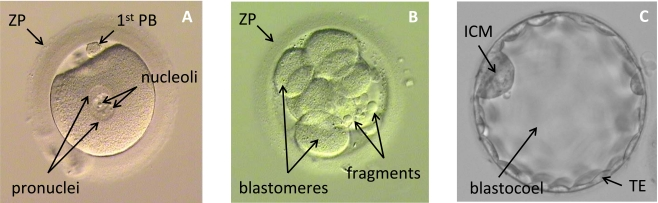 A
ZP
1st PB
nucleoli
pronuclei
B
ZP
blastomeres
fragments
C
ICM
blastocoel
TE